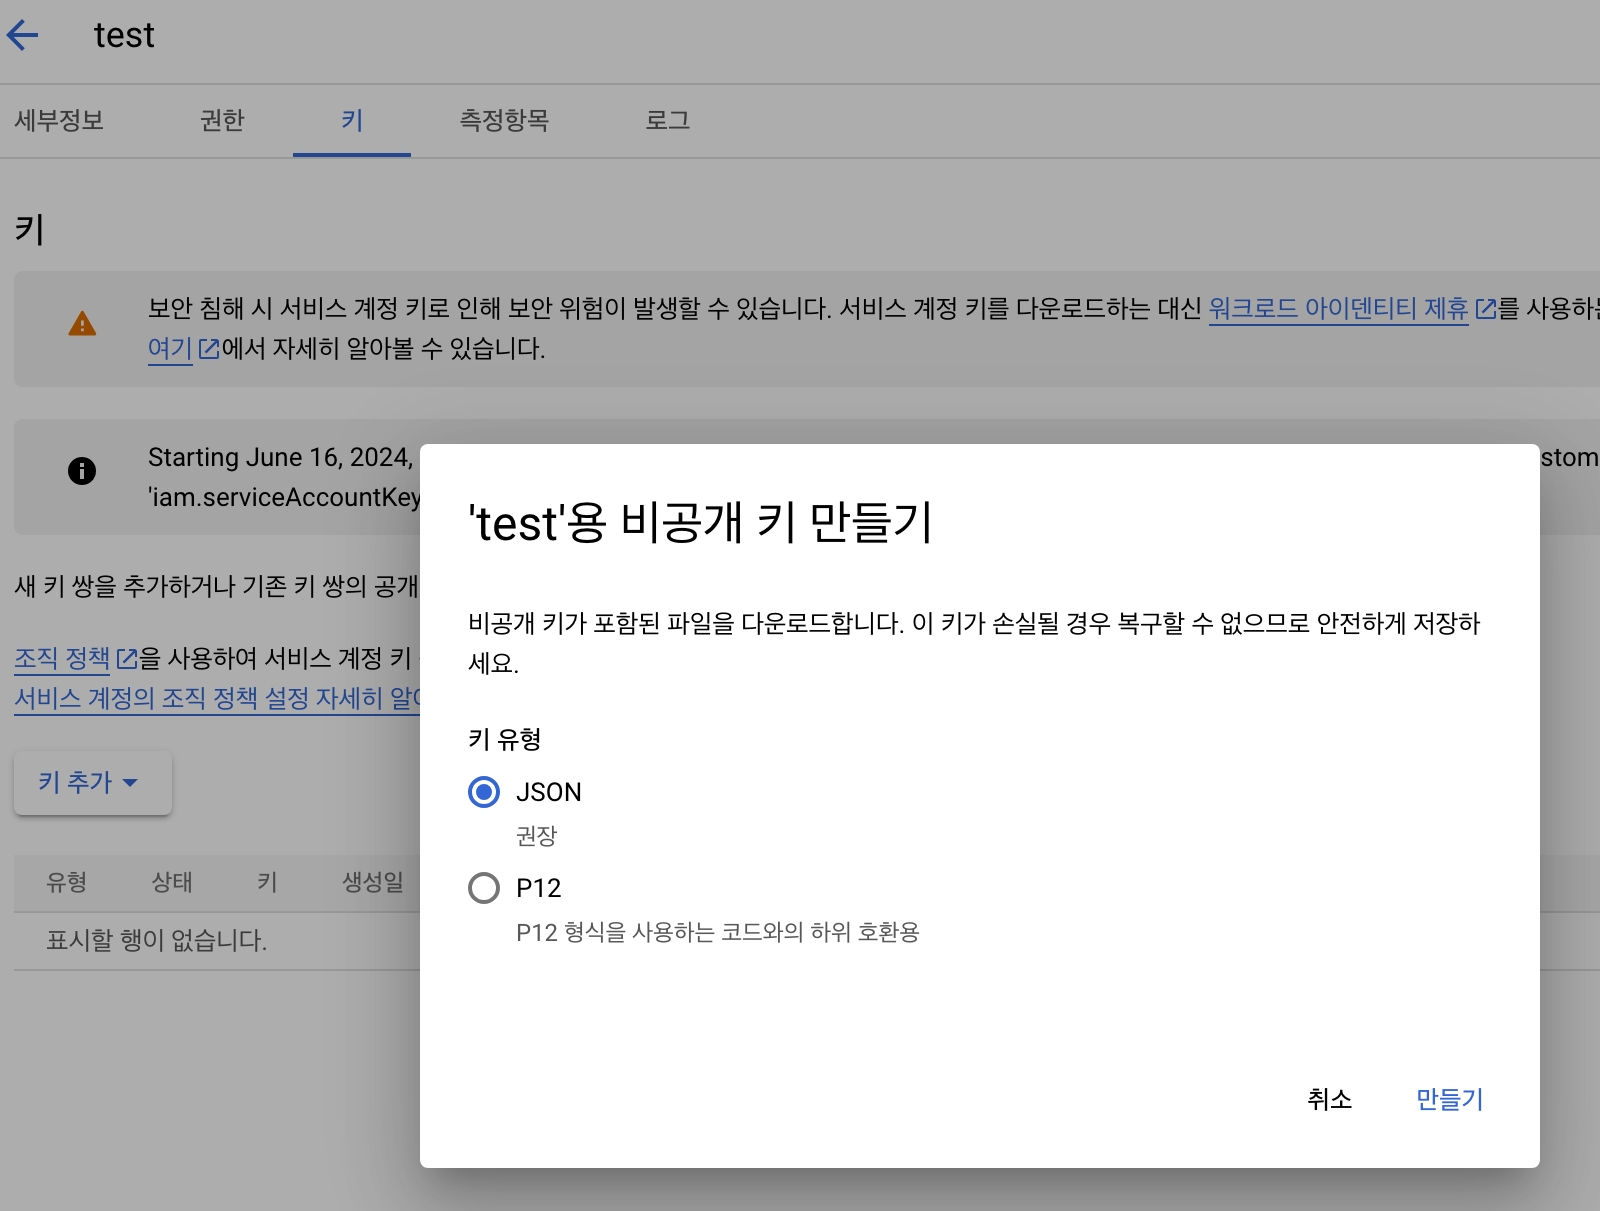 test
세부정보 권한 키 측정항목 로그
키
보안 침해 시 서비스 계정 키로 인해 보안 위험이 발생할 수 있습니다. 서비스 계정 키를 다운로드하는 대신 워크로드 아이덴티티 제휴를 사용하는
여기에서 자세히 알아볼 수 있습니다.
Starting June 16, 2024,
'iam.serviceAccountKey
새 키 쌍을 추가하거나 기존 키 쌍의 공개
조직 정책을 사용하여 서비스 계정 키
서비스 계정의 조직 정책 설정 자세히
키 추가
유형 상태 키 생성일
표시할 행이 없습니다.
'test'용 비공개 키 만들기
비공개 키가 포함된 파일을 다운로드합니다. 이 키가 손실될 경우 복구할 수 없으므로 안전하게 저장하
세요.
키 유형
JSON
권장
P12
P12 형식을 사용하는 코드와의 하위 호환용
취소 만들기